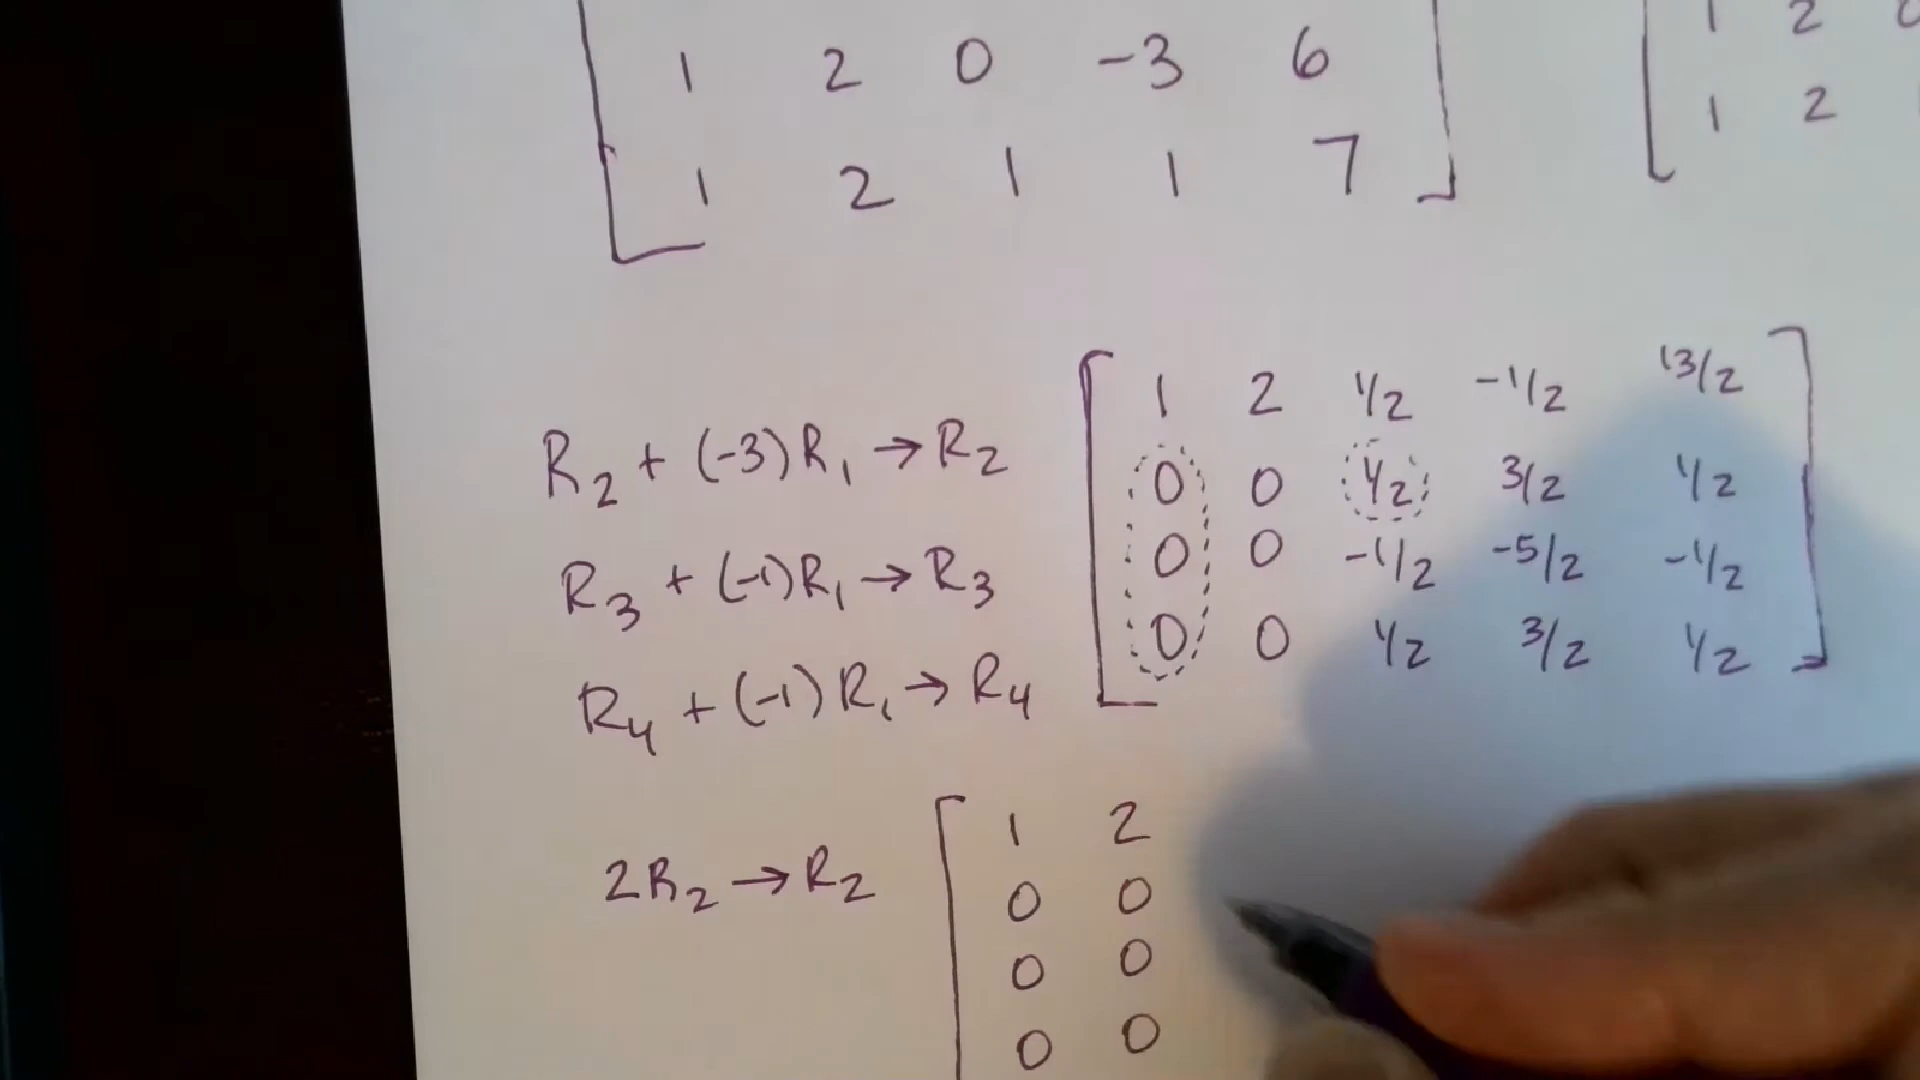 1 2 0 -3 6
1 2 1 1 7
1 2
1 2
1 2 1/2 -1/2 13/2
R2 + (-3)R1 → R2 0 0 1/2 3/2 1/2
R3 + (-1)R1 → R3 0 0 -1/2 -5/2 -1/2
R4 + (-1)R1 → R4 0 0 1/2 3/2 1/2
1 2
2R2 → R2 0 0
0 0
0 0